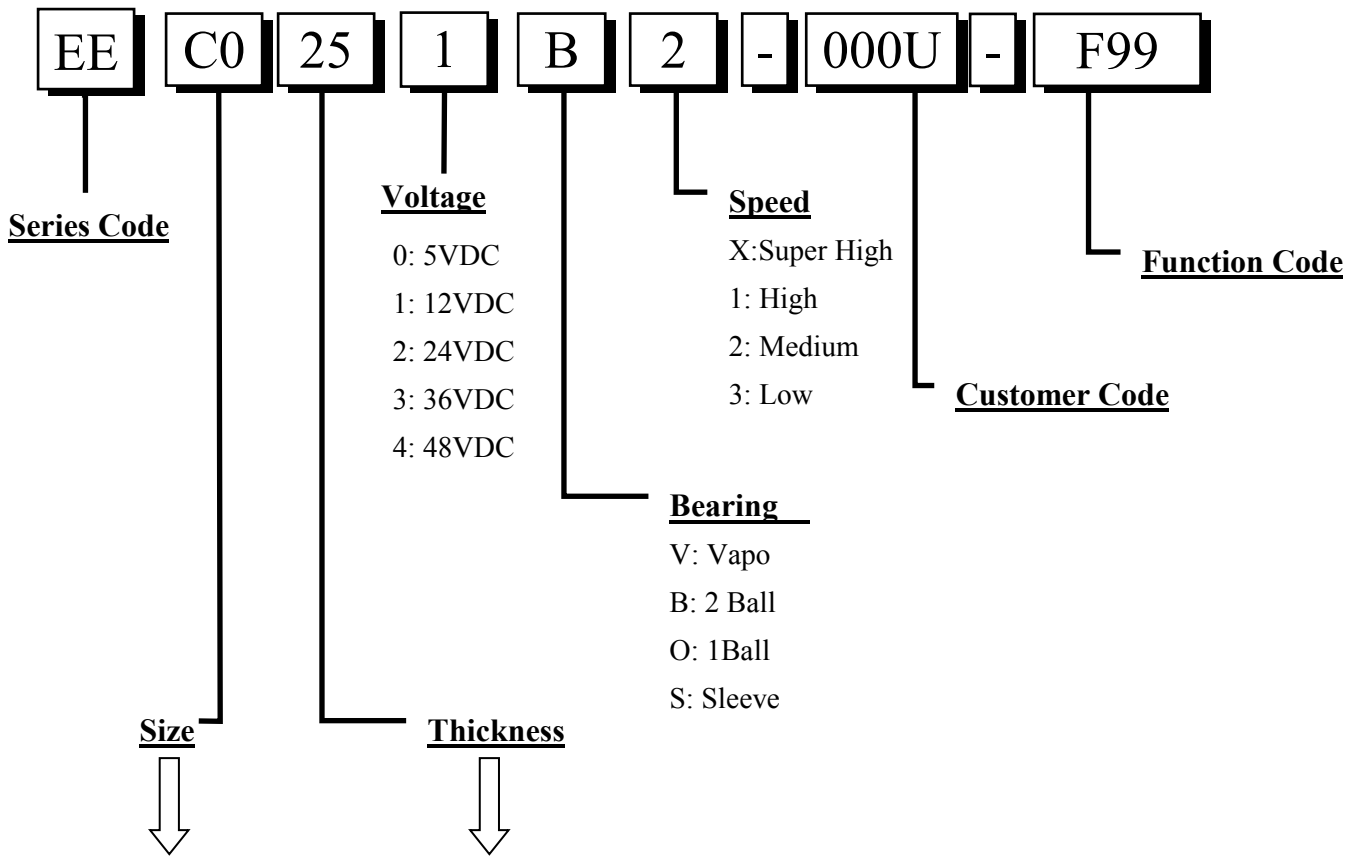 EE C0 25 1 B 2 - 000U - F99
Series Code
Voltage
0: 5VDC
1: 12VDC
2: 24VDC
3: 36VDC
4: 48VDC
Speed
X:Super High
1: High
2: Medium
3: Low
Function Code
Customer Code
Bearing
V: Vapo
B: 2 Ball
O: 1Ball
S: Sleeve
Size
Thickness